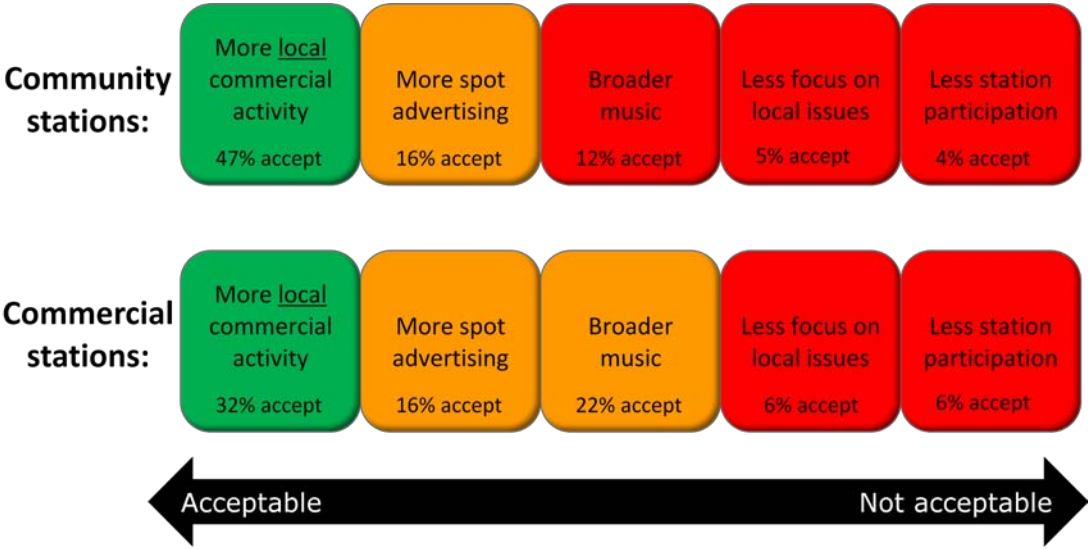 Community
stations:
More local
commercial
activity
47% accept
More spot
advertising
16% accept
Broader
music
12% accept
Less focus on
local issues
5% accept
Less station
participation
4% accept
Commercial
stations:
More local
commercial
activity
32% accept
More spot
advertising
16% accept
Broader
music
22% accept
Less focus on
local issues
6% accept
Less station
participation
6% accept
Acceptable
Not acceptable